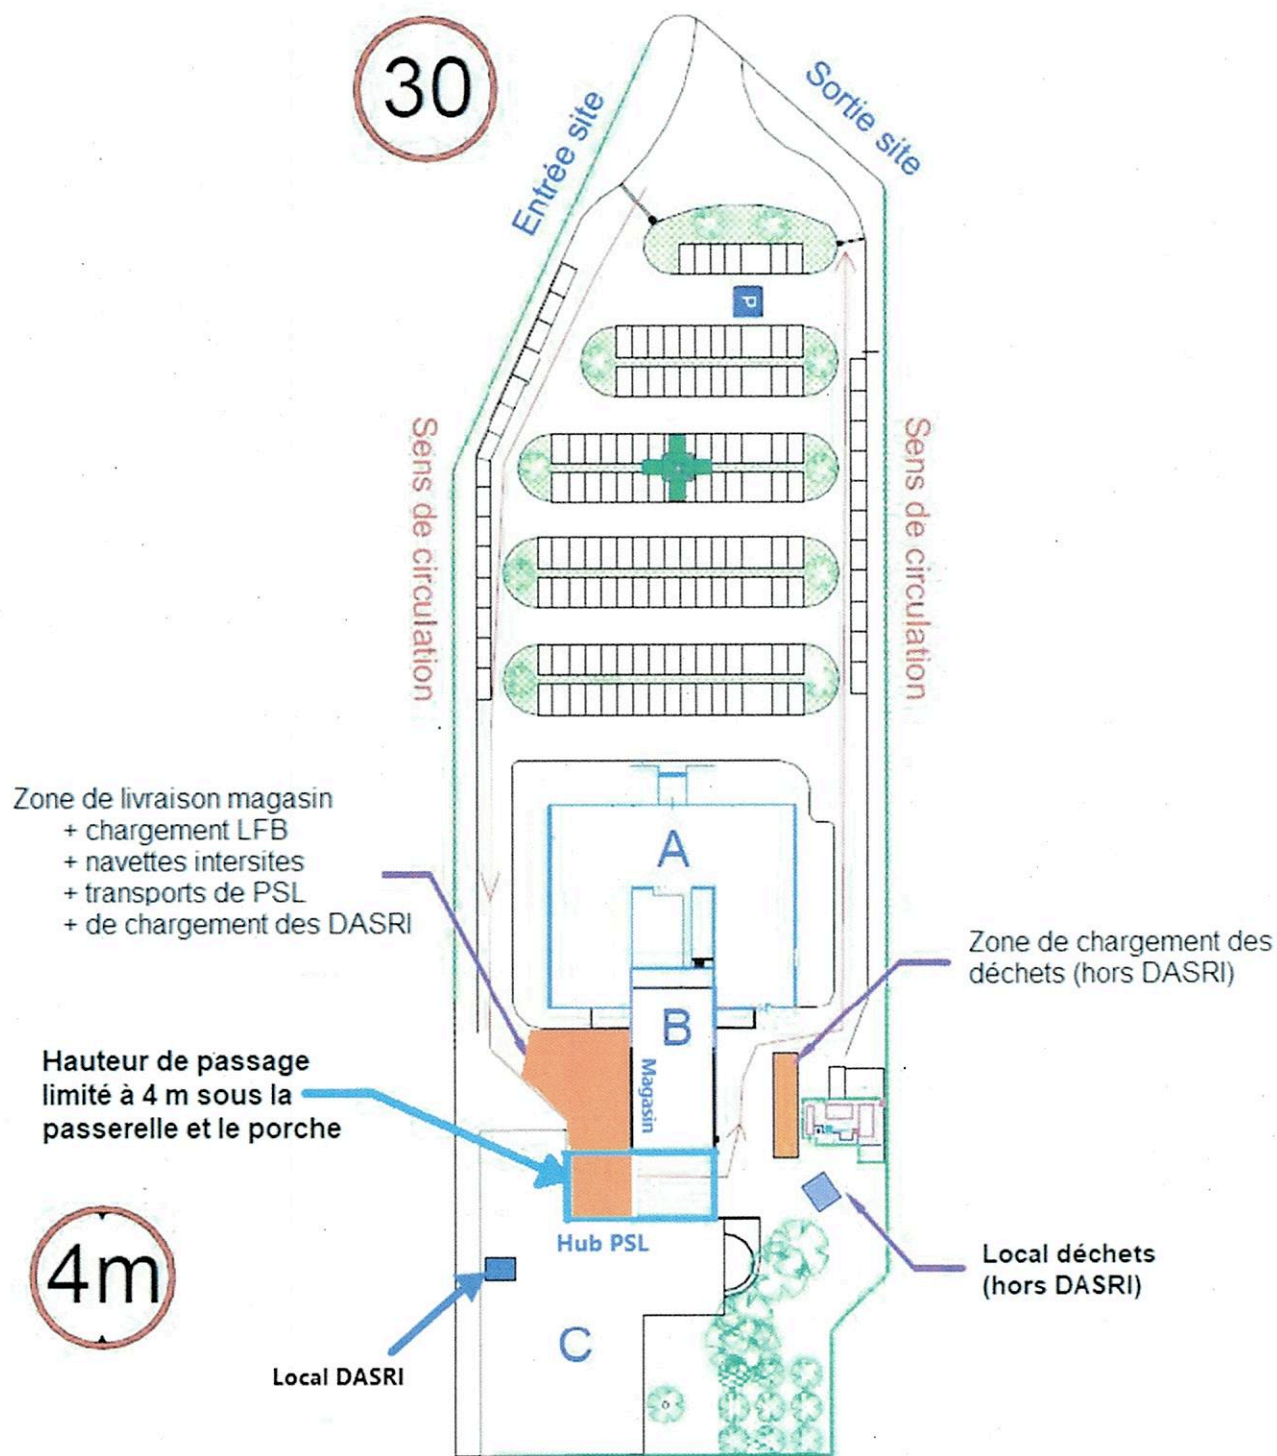 30
Entrée site
Sortie site
P
Sens de circulation
Sens de circulation
Zone de livraison magasin
+ chargement LFB
+ navettes intersites
+ transports de PSL
+ de chargement des DASRI
A
Zone de chargement des
déchets (hors DASRI)
B
Magasin
Hauteur de passage
limité à 4 m sous la
passerelle et le porche
Hub PSL
4m
Local déchets
(hors DASRI)
C
Local DASRI